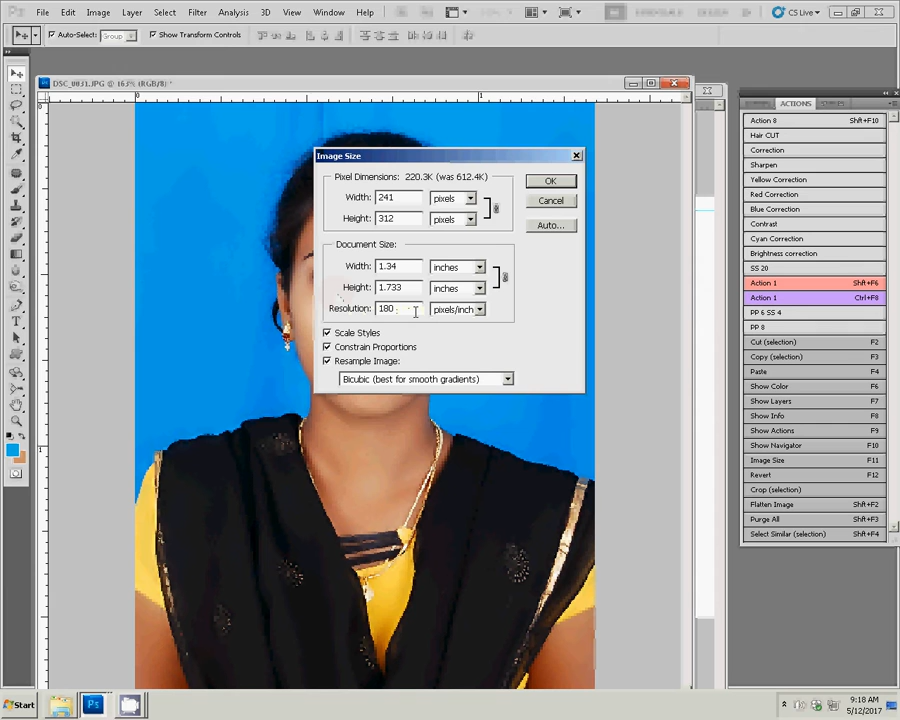 File Edit Image Layer Select Filter Analysis 3D View Window Help CS Live
Auto-Select: Group Show Transform Controls
DSC_0031.JPG @ 163% (RGB/8) *
0 1
0
1
Image Size
Pixel Dimensions: 220.3K (was 612.4K)
Width: 241 pixels
Height: 312 pixels
Document Size:
Width: 1.34 inches
Height: 1.733 inches
Resolution: 180 pixels/inch
Scale Styles
Constrain Proportions
Resample Image:
Bicubic (best for smooth gradients)
OK
Cancel
Auto...
ACTIONS
Action 8 Shft+F10
Hair CUT
Correction
Sharpen
Yellow Correction
Red Correction
Blue Correction
Contrast
Cyan Correction
Brightness correction
SS 20
Action 1 Shft+F6
Action 1 Ctrl+F8
PP 6 SS 4
PP 8
Cut (selection) F2
Copy (selection) F3
Paste F4
Show Color F6
Show Layers F7
Show Info F8
Show Actions F9
Show Navigator F10
Image Size F11
Revert F12
Crop (selection)
Flatten Image Shft+F2
Purge All Shft+F3
Select Similar (selection) Shft+F4
Start
Ps
9:18 AM
5/12/2017